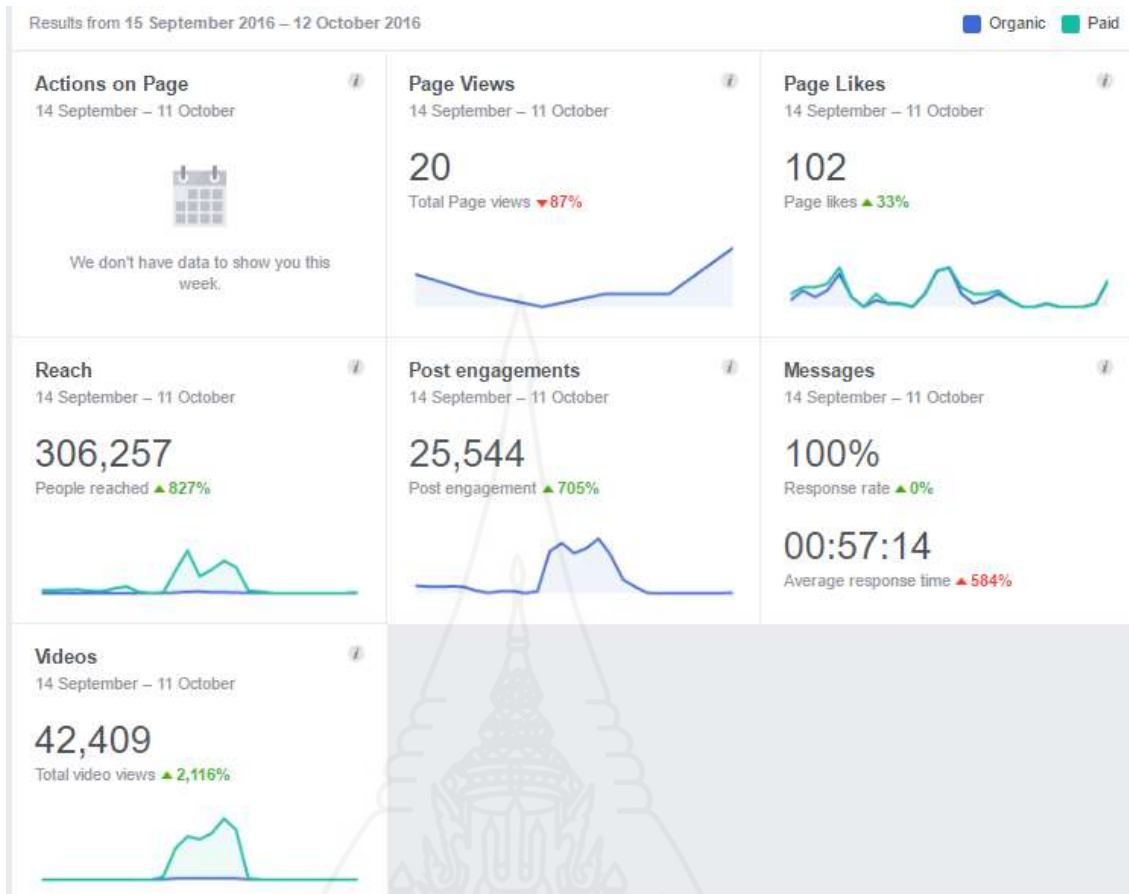 Results from 15 September 2016 – 12 October 2016
Organic
Paid
Actions on Page
14 September – 11 October
We don't have data to show you this
week.
Page Views
14 September – 11 October
20
Total Page views ▼87%
Page Likes
14 September – 11 October
102
Page likes ▲33%
Reach
14 September – 11 October
306,257
People reached ▲827%
Post engagements
14 September – 11 October
25,544
Post engagement ▲705%
Messages
14 September – 11 October
100%
Response rate ▲0%
00:57:14
Average response time ▲584%
Videos
14 September – 11 October
42,409
Total video views ▲2,116%